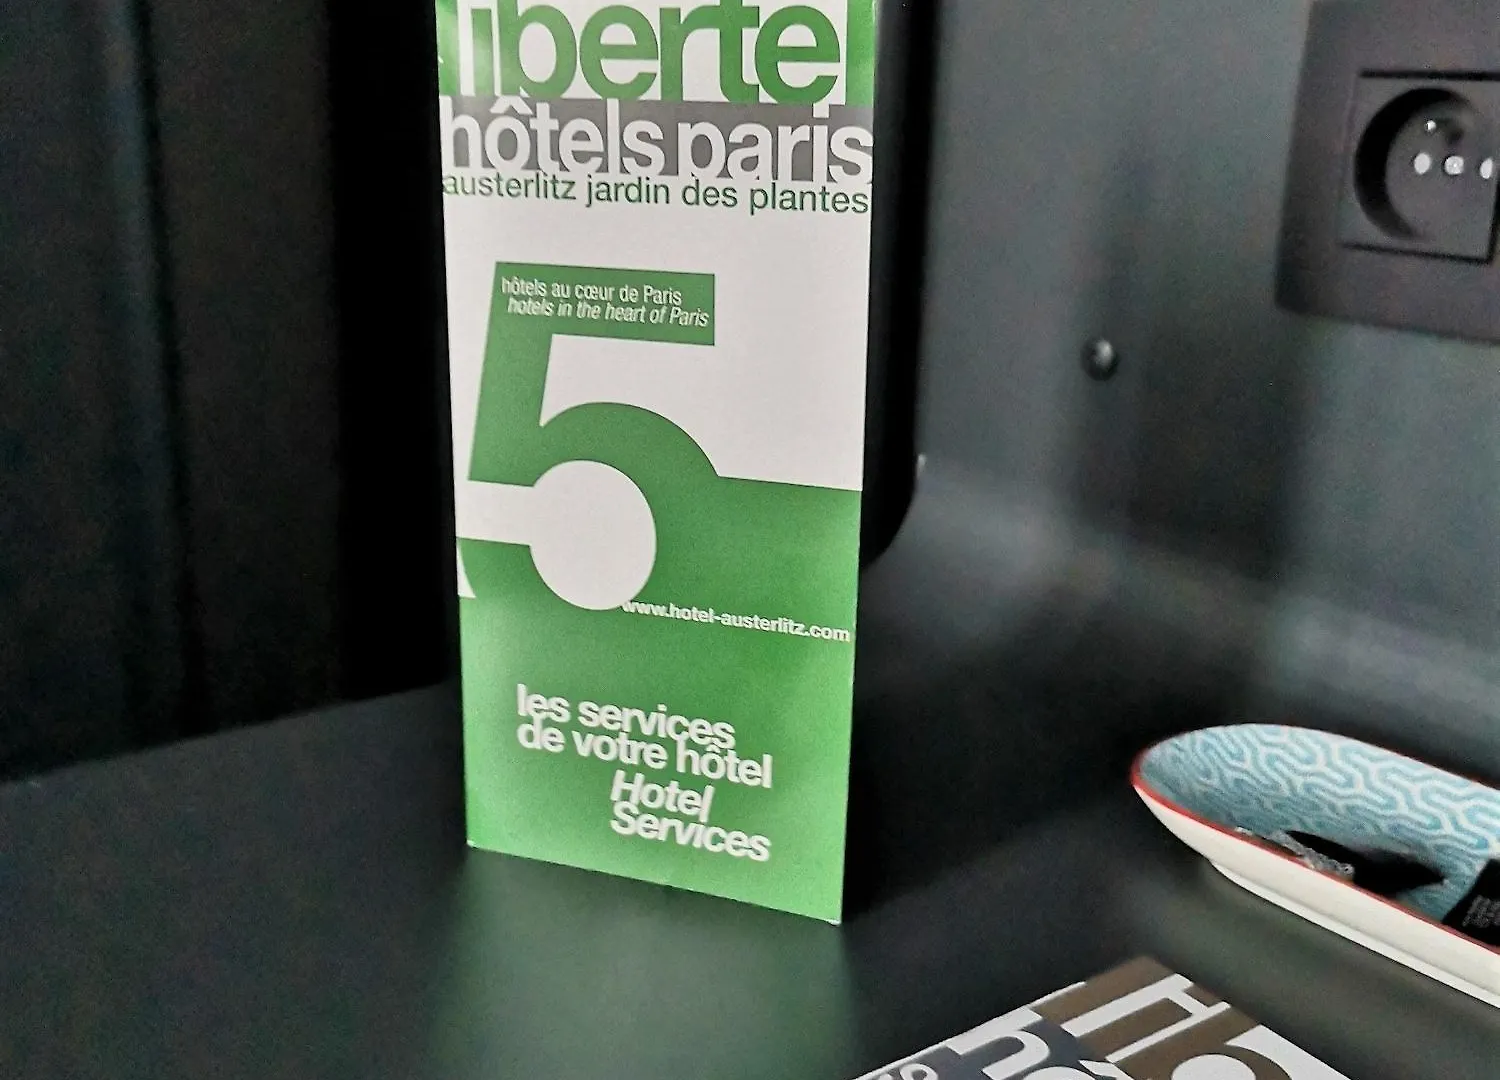 libertel
hôtels paris
austerlitz jardin des plantes
5
hôtels au cœur de Paris
hotels in the heart of Paris
www.hotel-austerlitz.com
les services
de votre hôtel
Hotel
Services